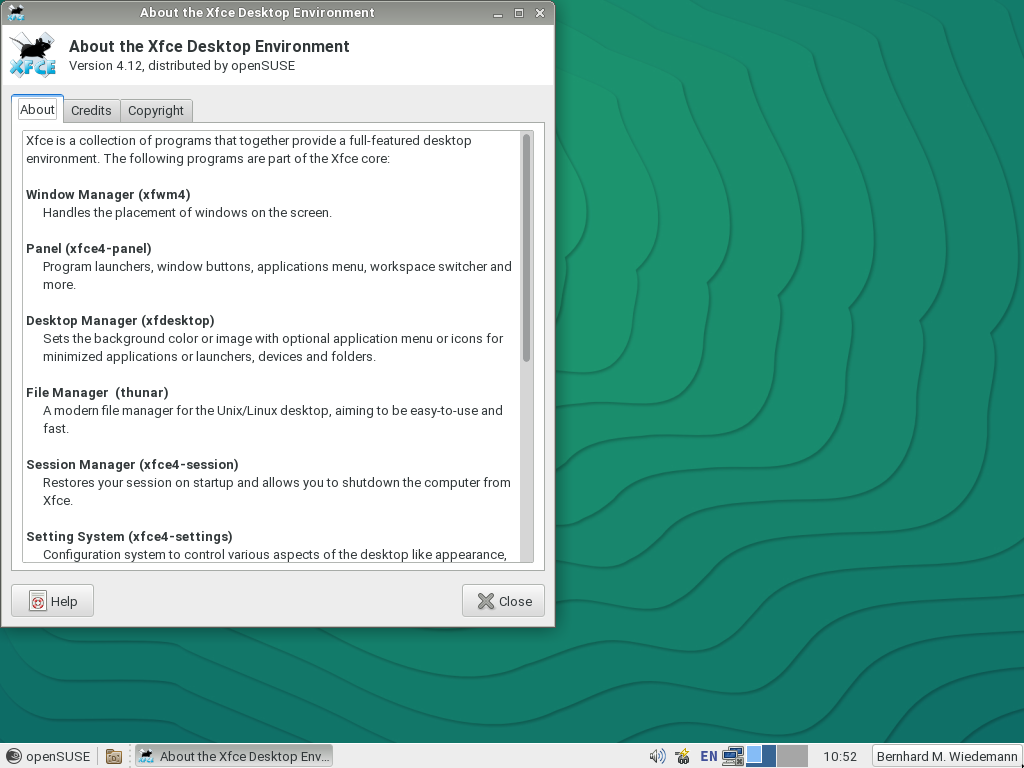 About the Xfce Desktop Environment
XFCE
About the Xfce Desktop Environment
Version 4.12, distributed by openSUSE
About
Credits
Copyright
Xfce is a collection of programs that together provide a full-featured desktop
environment. The following programs are part of the Xfce core:
Window Manager (xfwm4)
Handles the placement of windows on the screen.
Panel (xfce4-panel)
Program launchers, window buttons, applications menu, workspace switcher and
more.
Desktop Manager (xfdesktop)
Sets the background color or image with optional application menu or icons for
minimized applications or launchers, devices and folders.
File Manager  (thunar)
A modern file manager for the Unix/Linux desktop, aiming to be easy-to-use and
fast.
Session Manager (xfce4-session)
Restores your session on startup and allows you to shutdown the computer from
Xfce.
Setting System (xfce4-settings)
Configuration system to control various aspects of the desktop like appearance,
Help
Close
openSUSE
About the Xfce Desktop Env...
EN
10:52
Bernhard M. Wiedemann